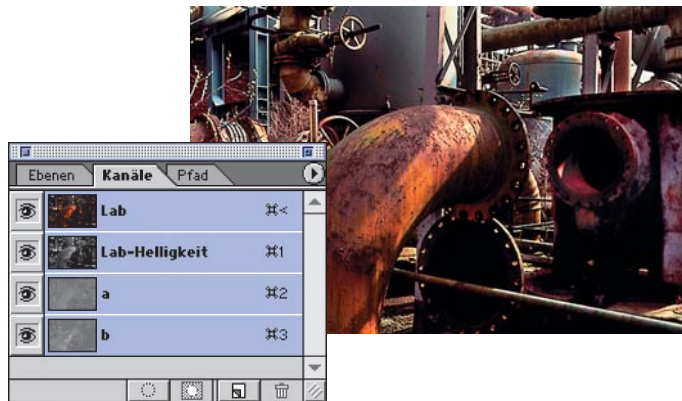 Ebenen Kanäle Pfad
Lab ⌘<
Lab-Helligkeit ⌘1
a ⌘2
b ⌘3